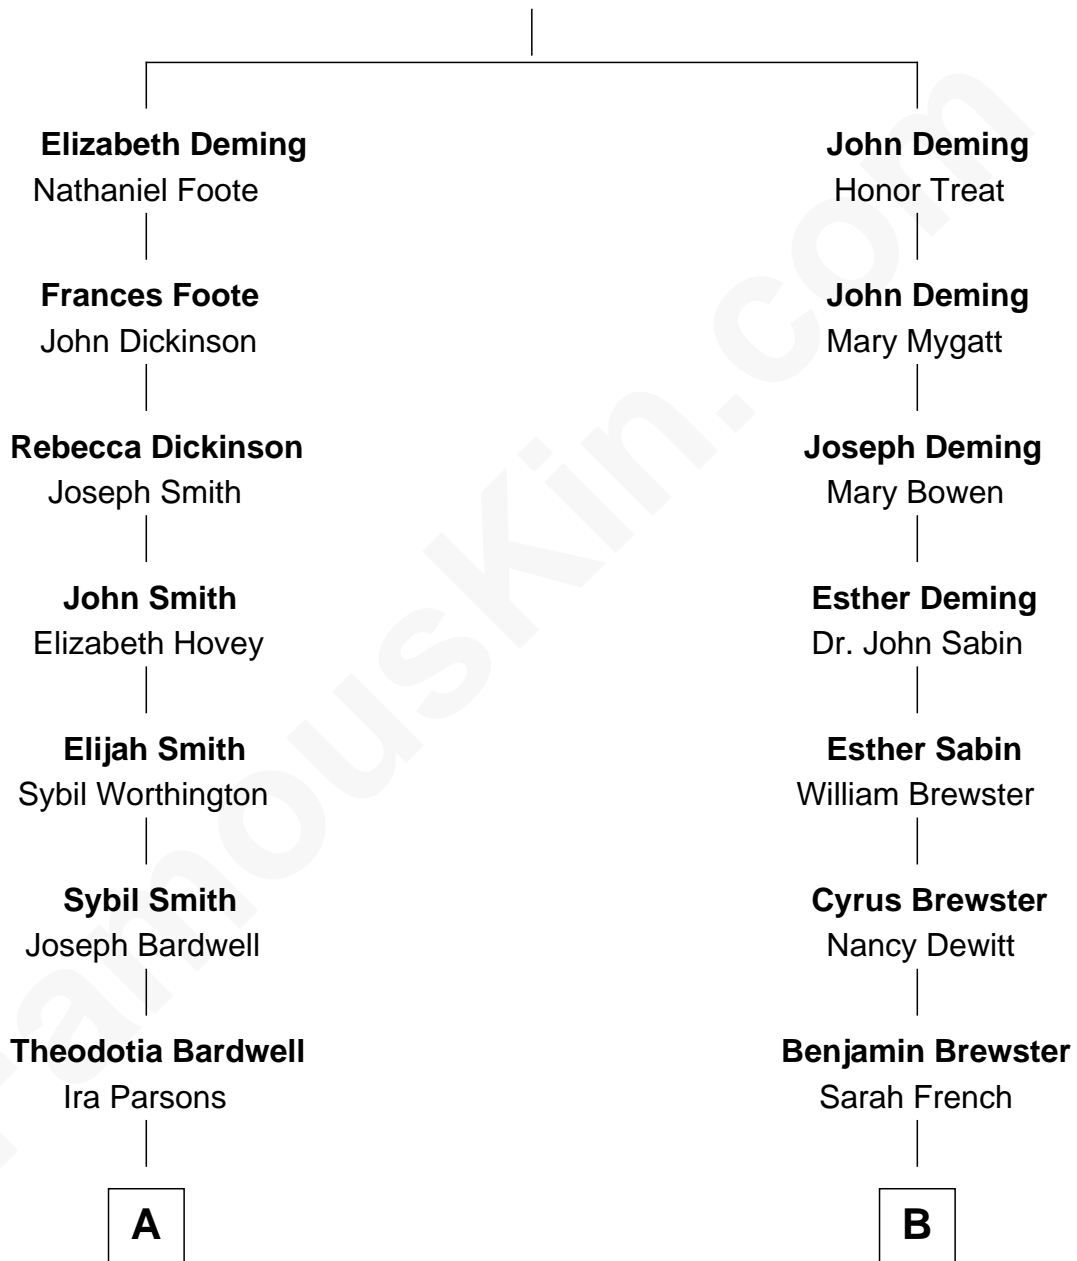 Elizabeth Deming
Nathaniel Foote
John Deming
Honor Treat
Frances Foote
John Dickinson
John Deming
Mary Mygatt
Rebecca Dickinson
Joseph Smith
Joseph Deming
Mary Bowen
John Smith
Elizabeth Hovey
Esther Deming
Dr. John Sabin
Elijah Smith
Sybil Worthington
Esther Sabin
William Brewster
Sybil Smith
Joseph Bardwell
Cyrus Brewster
Nancy Dewitt
Theodotia Bardwell
Ira Parsons
Benjamin Brewster
Sarah French
A
B
FamousKin.com